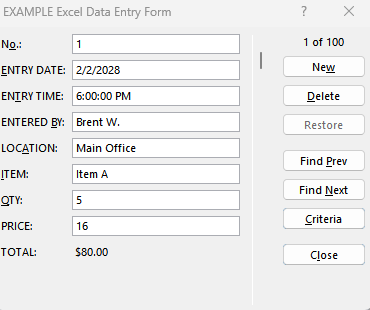 EXAMPLE Excel Data Entry Form ? ×
No.: 1
ENTRY DATE: 2/2/2028
ENTRY TIME: 6:00:00 PM
ENTERED BY: Brent W.
LOCATION: Main Office
ITEM: Item A
QTY: 5
PRICE: 16
TOTAL: $80.00
1 of 100
New
Delete
Restore
Find Prev
Find Next
Criteria
Close